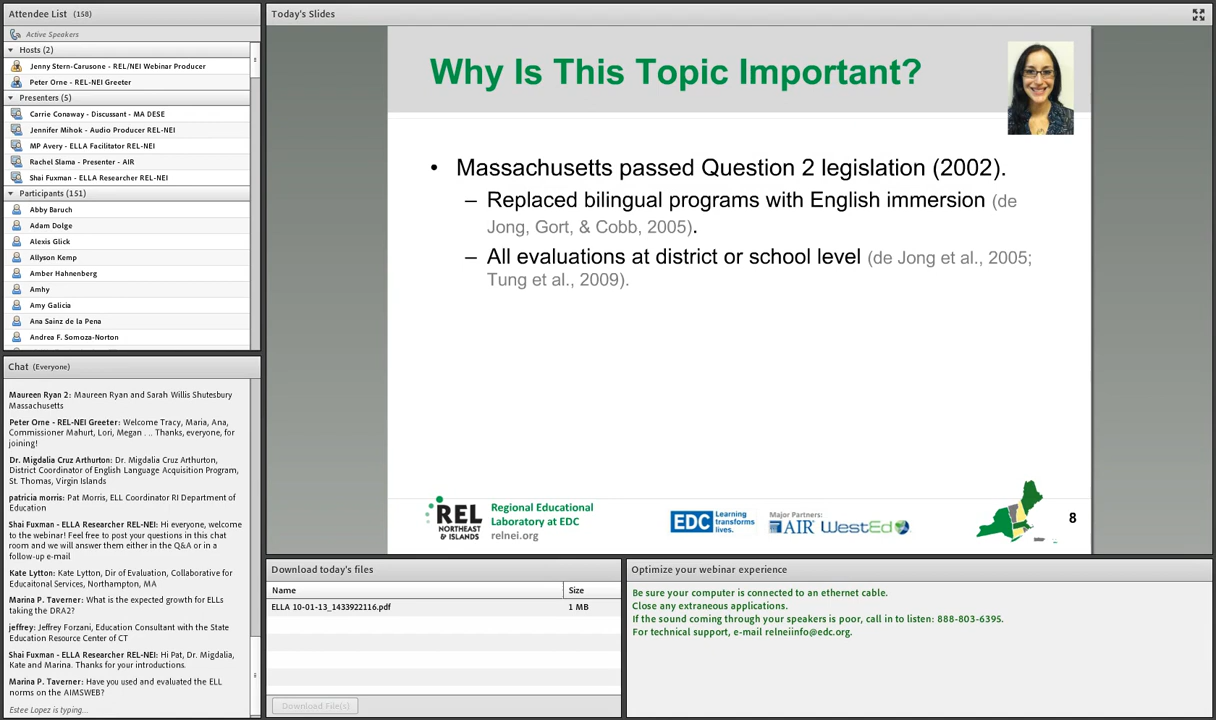 Attendee List (158)
Active Speakers
Hosts (2)
Jenny Stern-Carusone - REL/NEI Webinar Producer
Peter Orne - REL-NEI Greeter
Presenters (5)
Carrie Conaway - Discussant - MA DESE
Jennifer Mihok - Audio Producer REL-NEI
MP Avery - ELLA Facilitator REL-NEI
Rachel Slama - Presenter - AIR
Shai Fuxman - ELLA Researcher REL-NEI
Participants (151)
Abby Baruch
Adam Dolge
Alexis Glick
Allyson Kemp
Amber Hahnenberg
Amhy
Amy Galicia
Ana Sainz de la Pena
Andrea F. Somoza-Norton
Chat (Everyone)
Maureen Ryan 2: Maureen Ryan and Sarah Willis Shutesbury
Massachusetts
Peter Orne - REL-NEI Greeter: Welcome Tracy, Maria, Ana,
Commissioner Mahurt, Lori, Megan . .. Thanks, everyone, for
joining!
Dr. Migdalia Cruz Arthurton: Dr. Migdalia Cruz Arthurton,
District Coordinator of English Language Acquisition Program,
St. Thomas, Virgin Islands
patricia morris: Pat Morris, ELL Coordinator RI Department of
Education
Shai Fuxman - ELLA Researcher REL-NEI: Hi everyone, welcome
to the webinar! Feel free to post your questions in this chat
room and we will answer them either in the Q&A or in a
follow-up e-mail
Kate Lytton: Kate Lytton, Dir of Evaluation, Collaborative for
Educaitonal Services, Northampton, MA
Marina P. Taverner: What is the expected growth for ELLs
taking the DRA2?
jeffrey: Jeffrey Forzani, Education Consultant with the State
Education Resource Center of CT
Shai Fuxman - ELLA Researcher REL-NEI: Hi Pat, Dr. Migdalia,
Kate and Marina. Thanks for your introductions.
Marina P. Taverner: Have you used and evaluated the ELL
norms on the AIMSWEB?
Estee Lopez is typing...
Today's Slides
Why Is This Topic Important?
• Massachusetts passed Question 2 legislation (2002).
– Replaced bilingual programs with English immersion (de
Jong, Gort, & Cobb, 2005).
– All evaluations at district or school level (de Jong et al., 2005;
Tung et al., 2009).
REL
NORTHEAST
& ISLANDS
Regional Educational
Laboratory at EDC
relnei.org
EDC
Learning
transforms
lives.
Major Partners:
AIR WestEd
8
Download today's files
Name Size
ELLA 10-01-13_1433922116.pdf 1 MB
Download File(s)
Optimize your webinar experience
Be sure your computer is connected to an ethernet cable.
Close any extraneous applications.
If the sound coming through your speakers is poor, call in to listen: 888-803-6395.
For technical support, e-mail relneiinfo@edc.org.